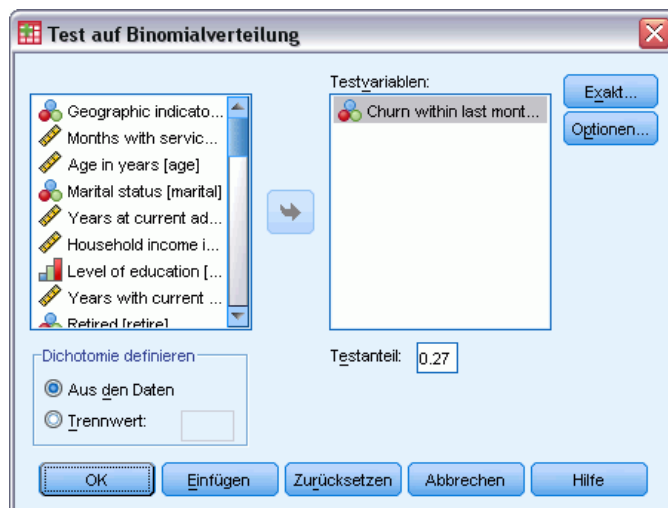 Test auf Binomialverteilung
Geographic indicato...
Months with servic...
Age in years [age]
Marital status [marital]
Years at current ad...
Household income i...
Level of education [...
Years with current ...
Retired [retire]
Testvariablen:
Churn within last mont...
Exakt...
Optionen...
Dichotomie definieren
Aus den Daten
Trennwert:
Testanteil: 0.27
OK
Einfügen
Zurücksetzen
Abbrechen
Hilfe